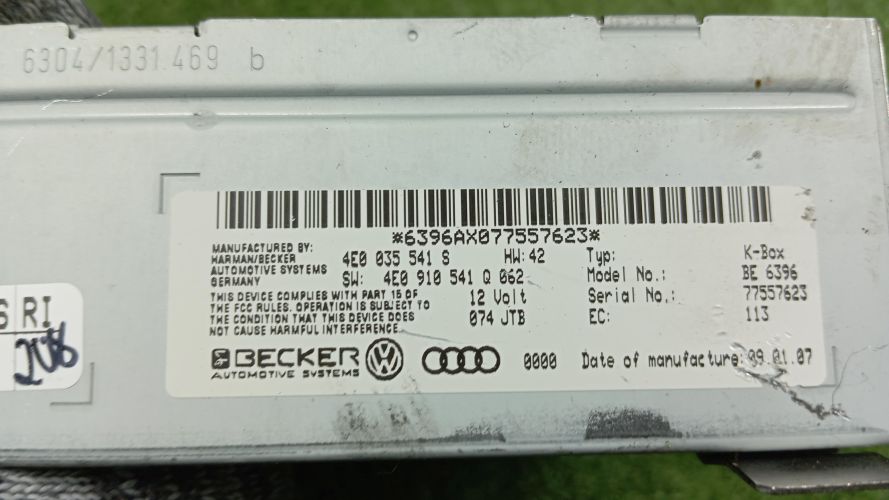 6304/1331.469 b
*6396AX077557623*
MANUFACTURED BY:
HARMAN/BECKER
AUTOMOTIVE SYSTEMS
GERMANY
4E0 035 541 S HW:42
SW: 4E0 910 541 Q 062
THIS DEVICE COMPLIES WITH PART 15 OF
THE FCC RULES. OPERATION IS SUBJECT TO
THE CONDITION THAT THIS DEVICE DOES
NOT CAUSE HARMFUL INTERFERENCE.
12 Volt
074 JTB
Typ: K-Box
Model No.: BE 6396
Serial No.: 77557623
EC: 113
BECKER
AUTOMOTIVE SYSTEMS
0000 Date of manufacture:09.01.07
S RI